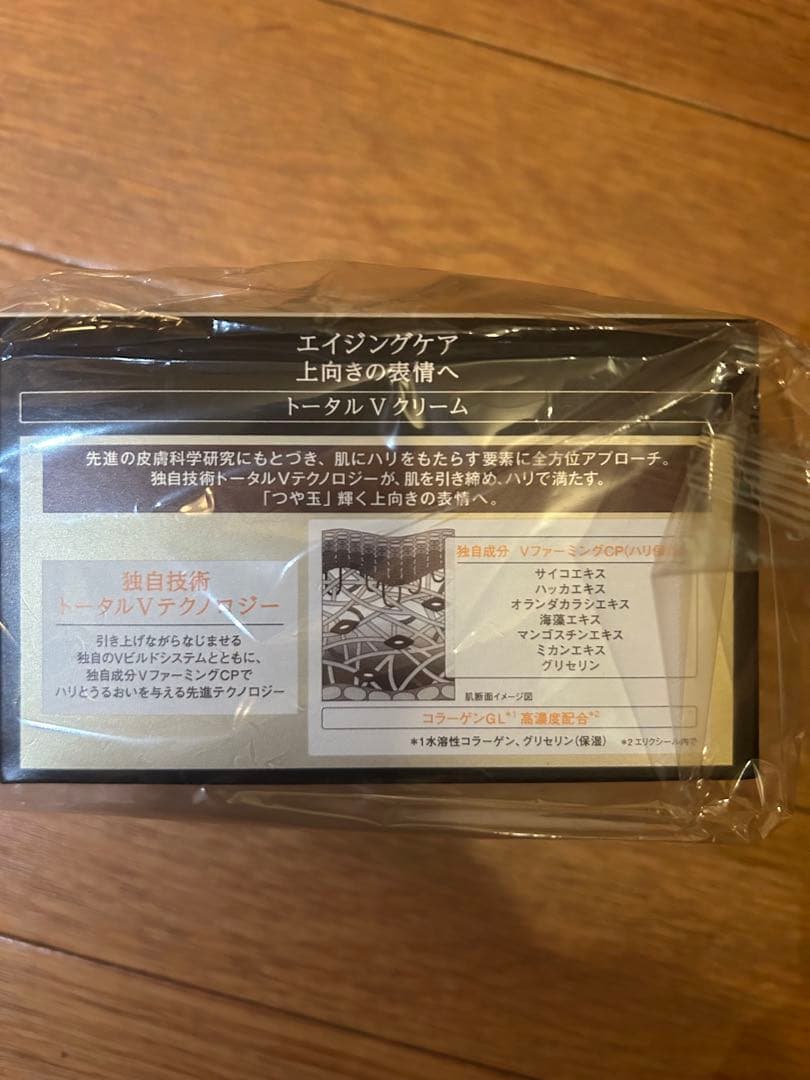 エイジングケア
上向きの表情へ
トータル V クリーム
先進の皮膚科学研究にもとづき、肌にハリをもたらす要素に全方位アプローチ。
独自技術トータルVテクノロジーが、肌を引き締め、ハリで満たす。
「つや玉」輝く上向きの表情へ。
独自技術
トータルVテクノロジー
引き上げながらなじませる
独自のVビルドシステムとともに、
独自成分VファーミングCPで
ハリとうるおいを与える先進テクノロジー
独自成分 VファーミングCP(ハリ保
サイコエキス
ハッカエキス
オランダカラシエキス
海藻エキス
マンゴスチンエキス
ミカンエキス
グリセリン
肌断面イメージ図
コラーゲンGL*1 高濃度配合*2
*1水溶性コラーゲン、グリセリン(保湿) *2エリクシール内で